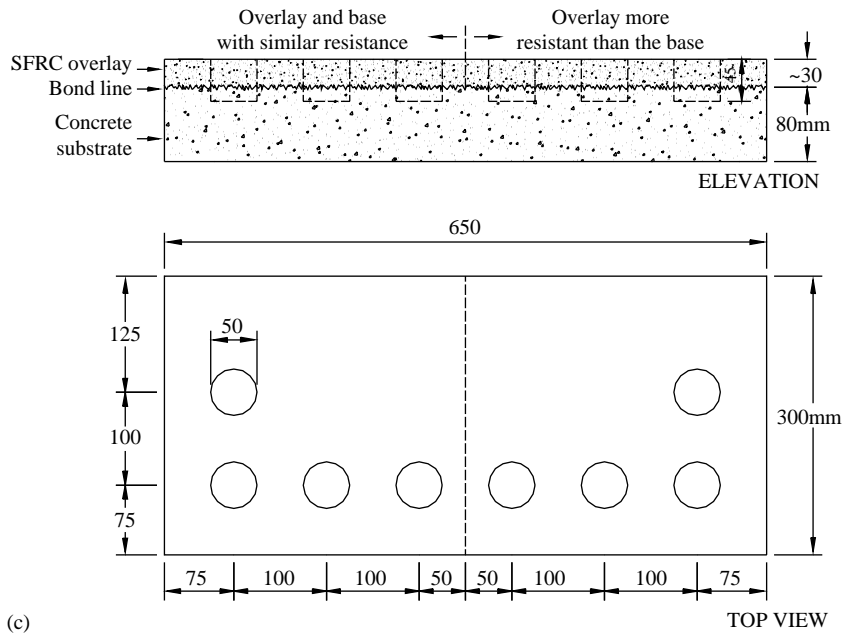 Overlay and base
with similar resistance
Overlay more
resistant than the base
SFRC overlay
Bond line
Concrete
substrate
45
~30
80mm
ELEVATION
650
125
50
100
300mm
75
75
100
100
50
50
100
100
75
(c)
TOP VIEW